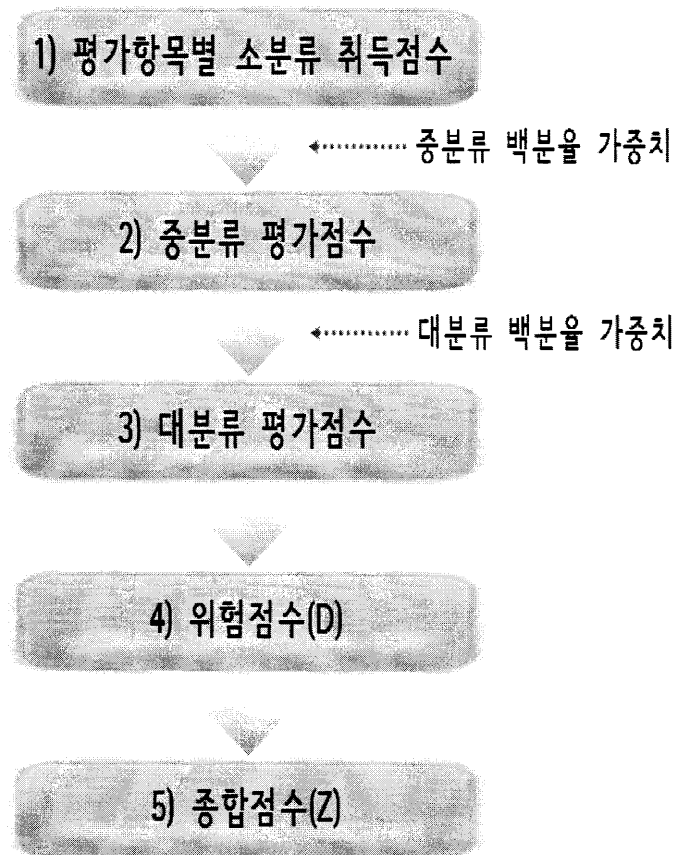 1) 평가항목별 소분류 취득점수
중분류 백분율 가중치
2) 중분류 평가점수
대분류 백분율 가중치
3) 대분류 평가점수
4) 위험점수(D)
5) 종합점수(Z)